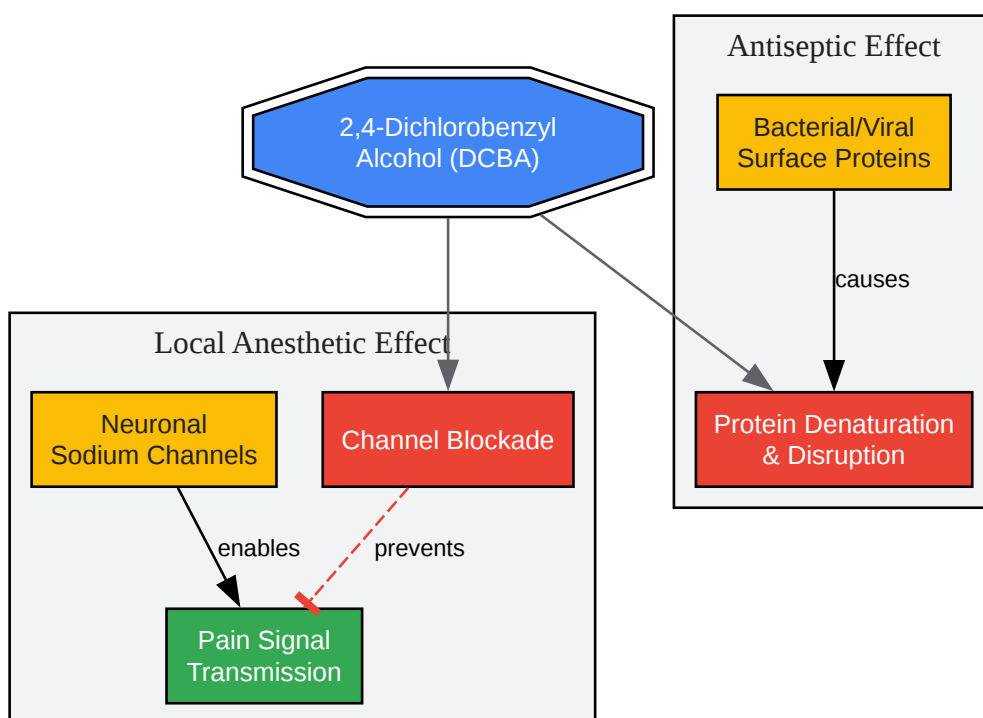 Antiseptic Effect
2,4-Dichlorobenzyl
Alcohol (DCBA)
Bacterial/Viral
Surface Proteins
causes
Local Anesthetic Effect
Neuronal
Sodium Channels
Channel Blockade
Protein Denaturation
& Disruption
enables
prevents
Pain Signal
Transmission